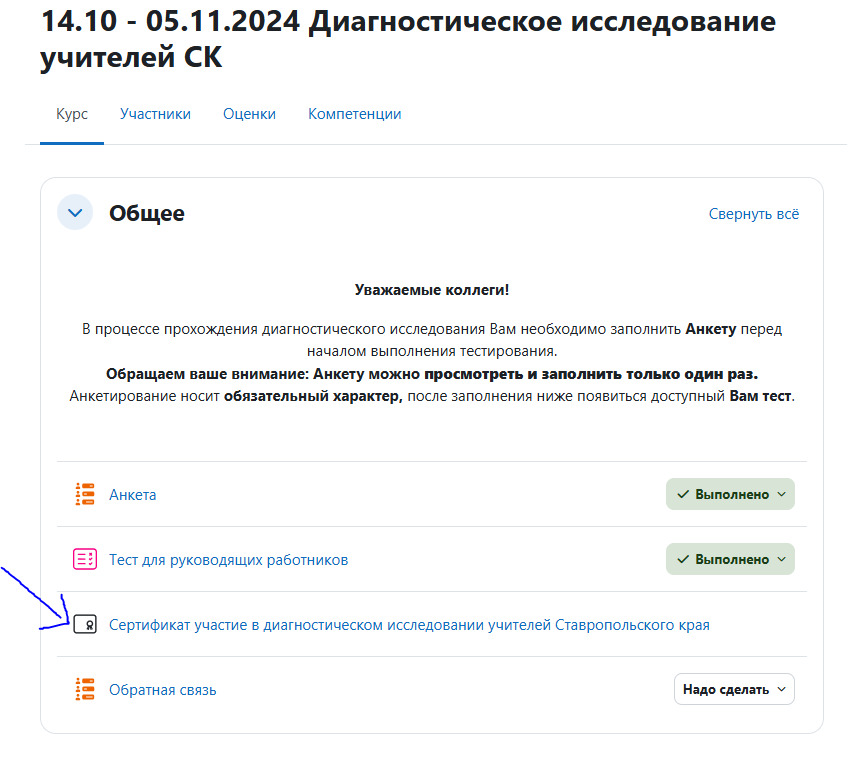 14.10 - 05.11.2024 Диагностическое исследование
учителей СК
Курс Участники Оценки Компетенции
Общее Свернуть всё
Уважаемые коллеги!
В процессе прохождения диагностического исследования Вам необходимо заполнить Анкету перед
началом выполнения тестирования.
Обращаем ваше внимание: Анкету можно просмотреть и заполнить только один раз.
Анкетирование носит обязательный характер, после заполнения ниже появиться доступный Вам тест.
Анкета Выполнено
Тест для руководящих работников Выполнено
Сертификат участие в диагностическом исследовании учителей Ставропольского края
Обратная связь Надо сделать